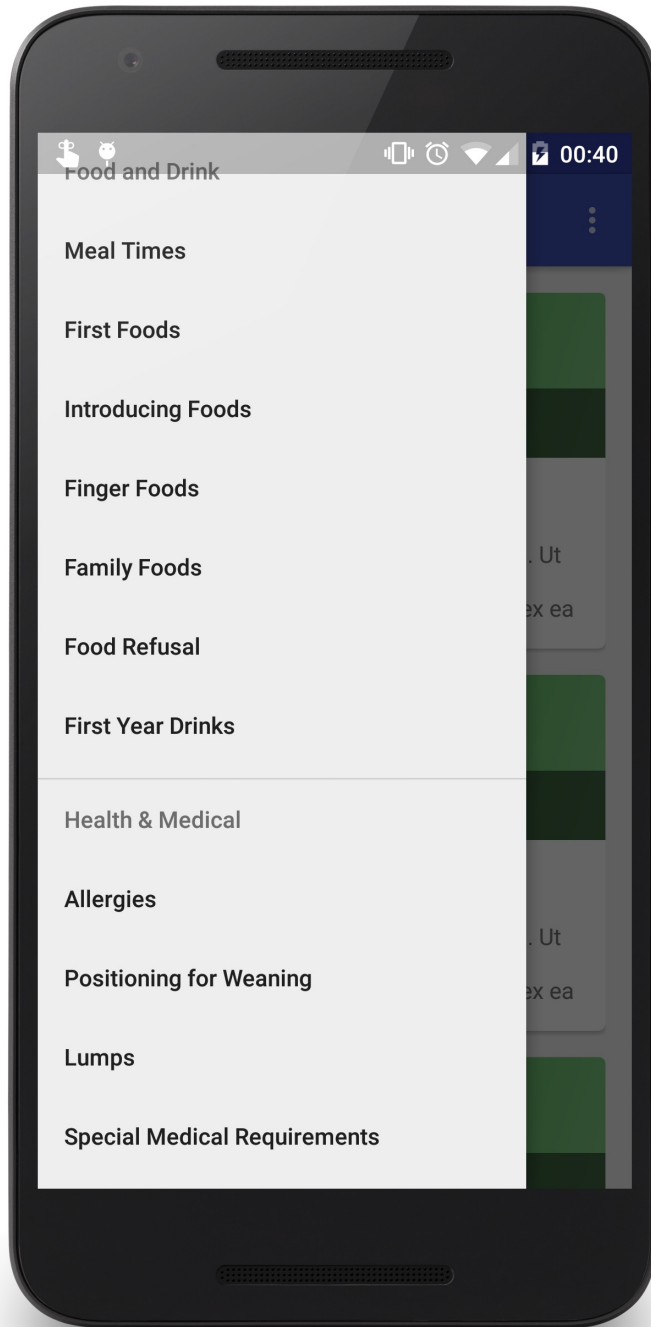 00:40
Food and Drink
Meal Times
First Foods
Introducing Foods
Finger Foods
Family Foods
. Ut
ex ea
Food Refusal
First Year Drinks
Health & Medical
Allergies
. Ut
Positioning for Weaning
ex ea
Lumps
Special Medical Requirements